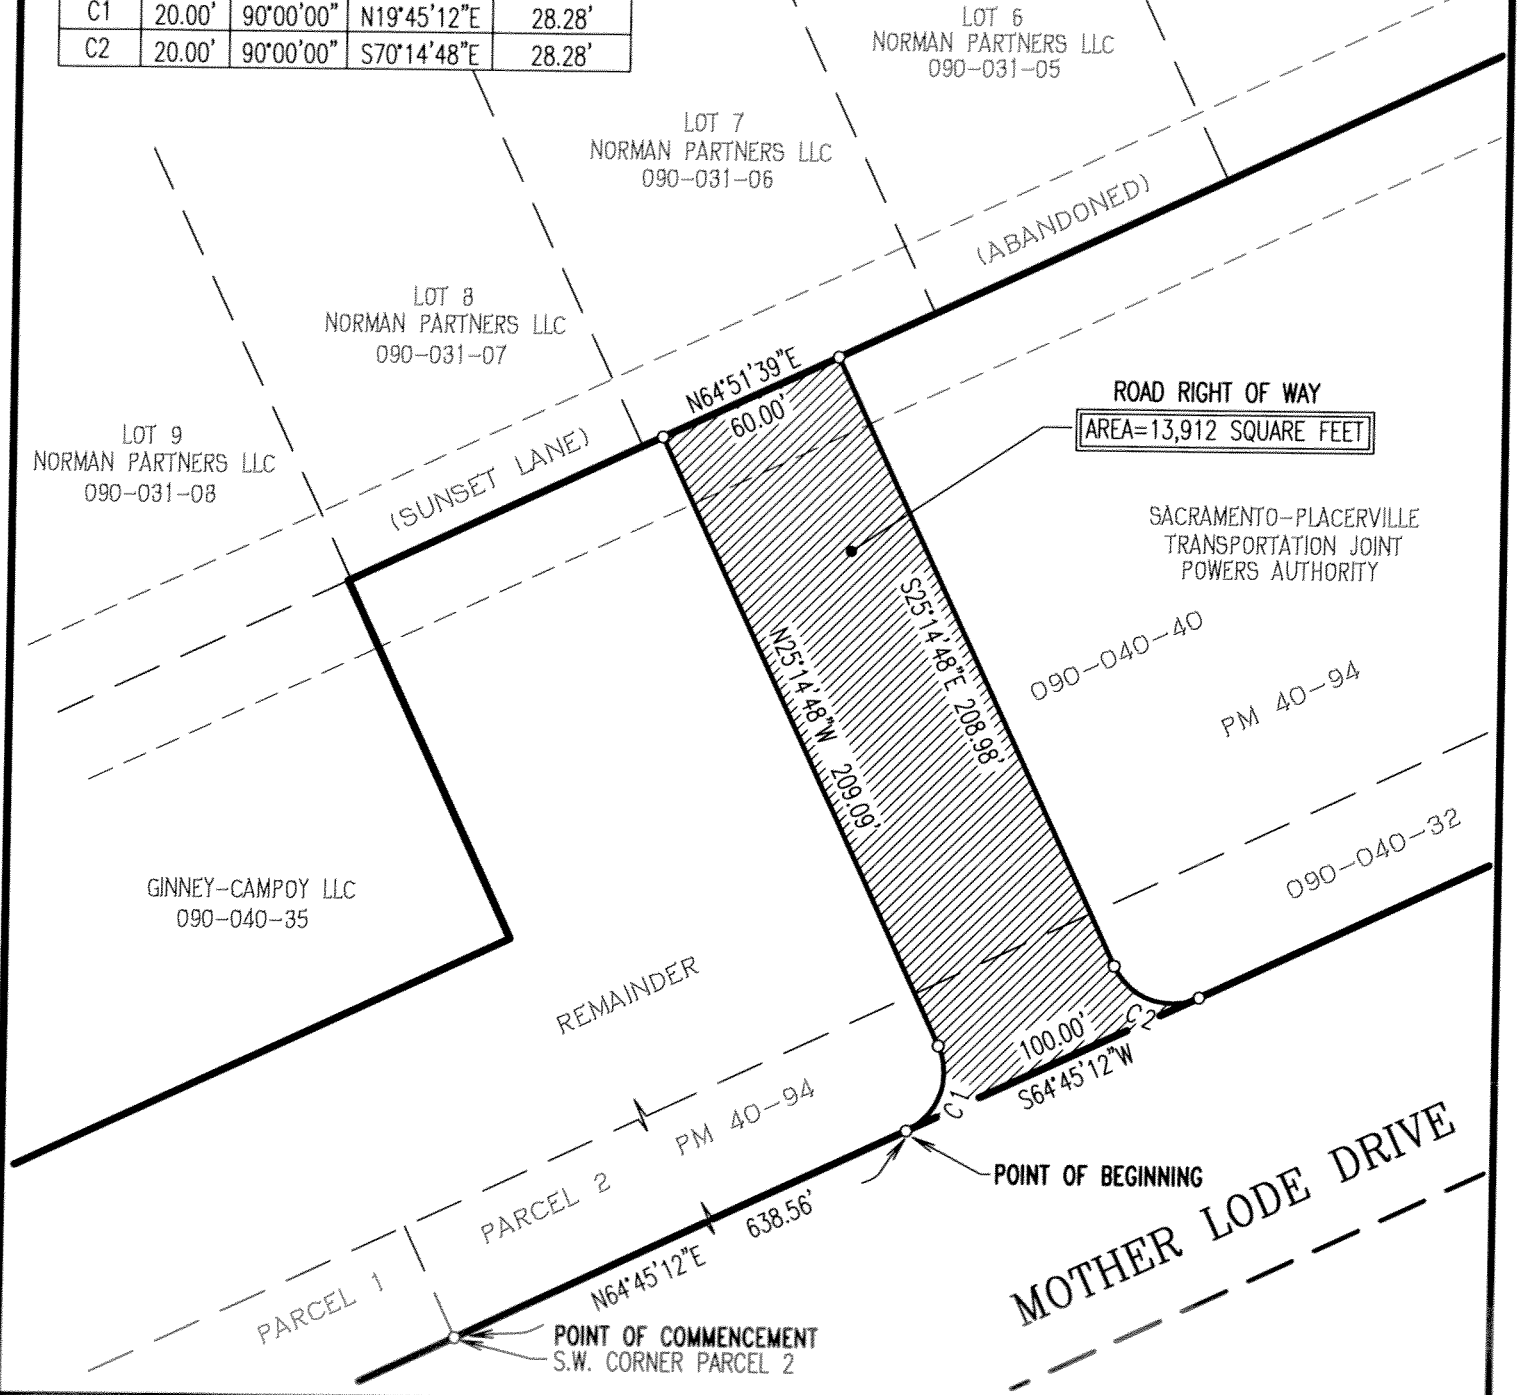 C1 20.00' 90°00'00" N19°45'12"E 28.28'
C2 20.00' 90°00'00" S70°14'48"E 28.28'
LOT 6
NORMAN PARTNERS LLC
090-031-05
LOT 7
NORMAN PARTNERS LLC
090-031-06
(ABANDONED)
LOT 8
NORMAN PARTNERS LLC
090-031-07
N64°51'39"E
60.00'
ROAD RIGHT OF WAY
AREA=13,912 SQUARE FEET
LOT 9
NORMAN PARTNERS LLC
090-031-08
(SUNSET LANE)
SACRAMENTO-PLACERVILLE
TRANSPORTATION JOINT
POWERS AUTHORITY
S25°14'48"E 208.98'
N25°14'48"W 209.09'
090-040-40
PM 40-94
090-040-32
GINNEY-CAMPOY LLC
090-040-35
REMAINDER
C2
100.00'
S64°45'12"W
C1
PM 40-94
POINT OF BEGINNING
PARCEL 2
638.56'
N64°45'12"E
MOTHER LODE DRIVE
PARCEL 1
POINT OF COMMENCEMENT
S.W. CORNER PARCEL 2